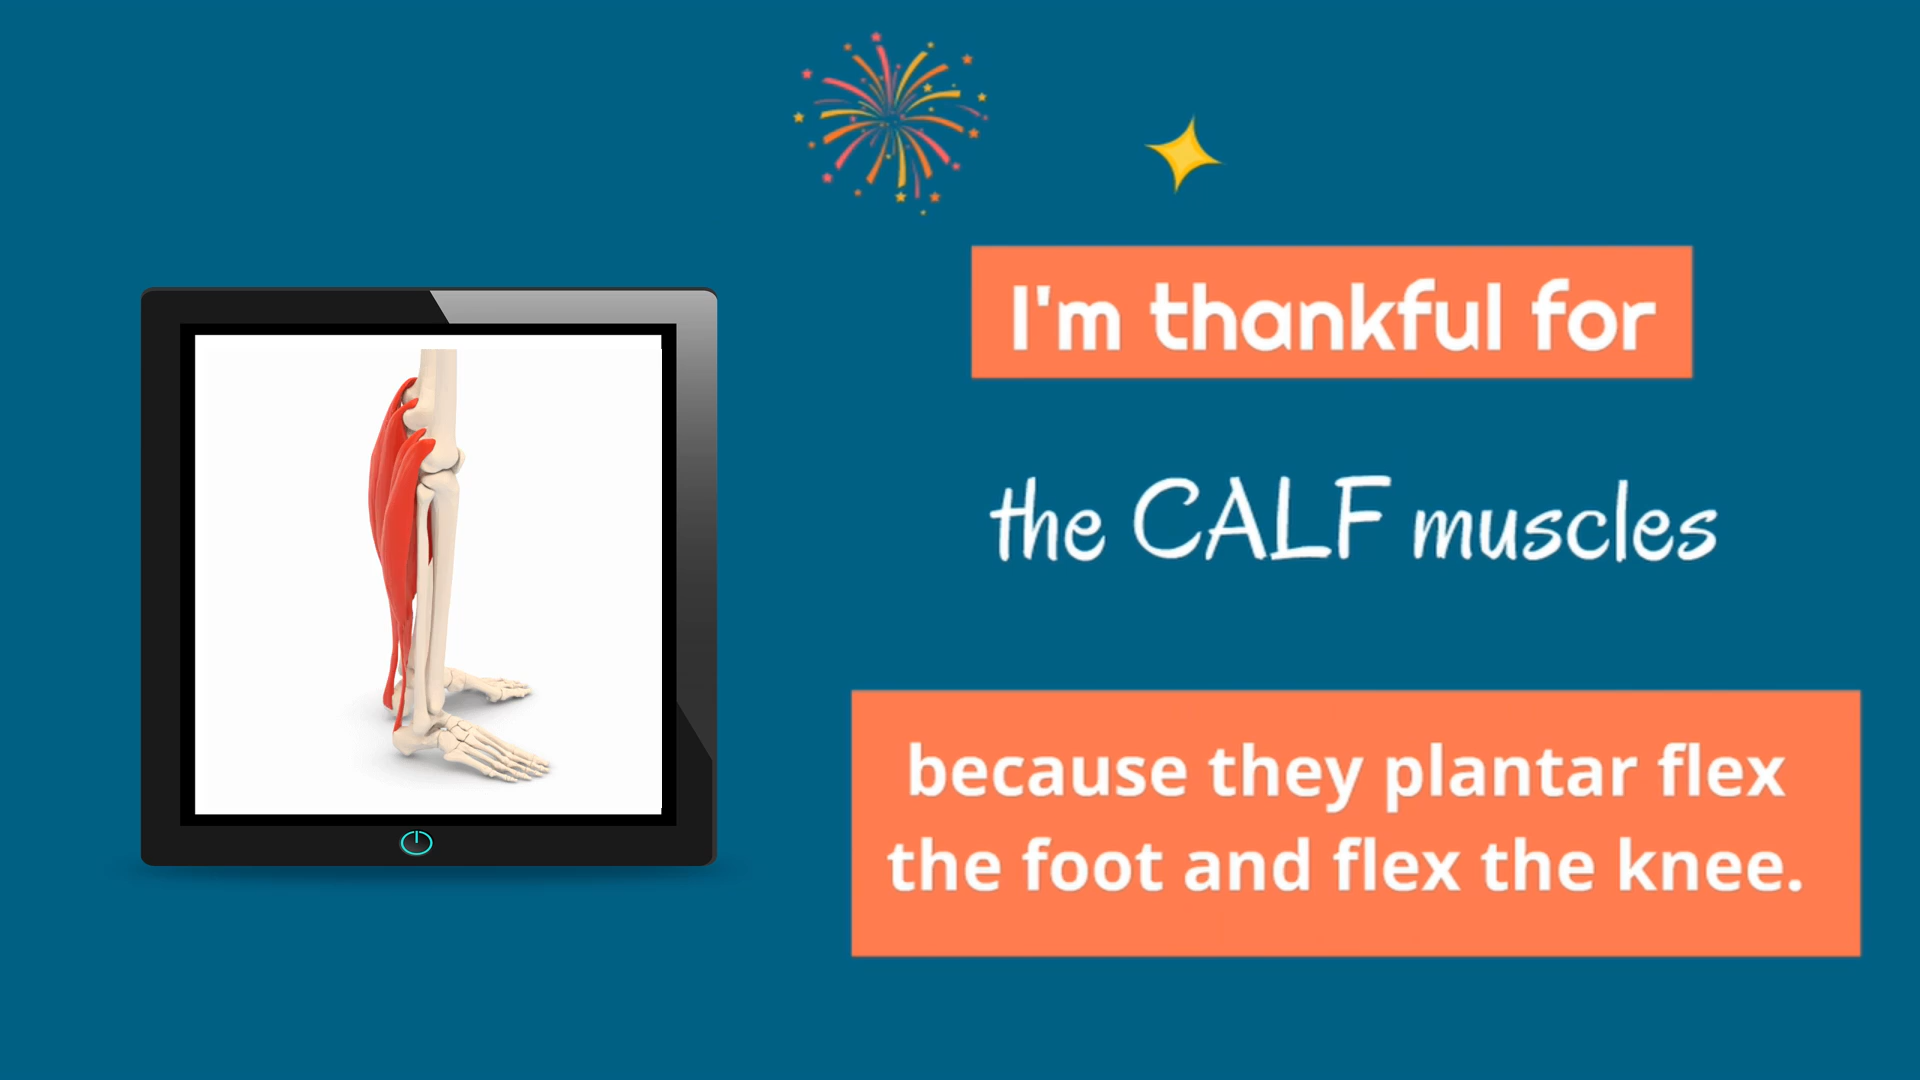 I'm thankful for
the CALF muscles
because they plantar flex
the foot and flex the knee.